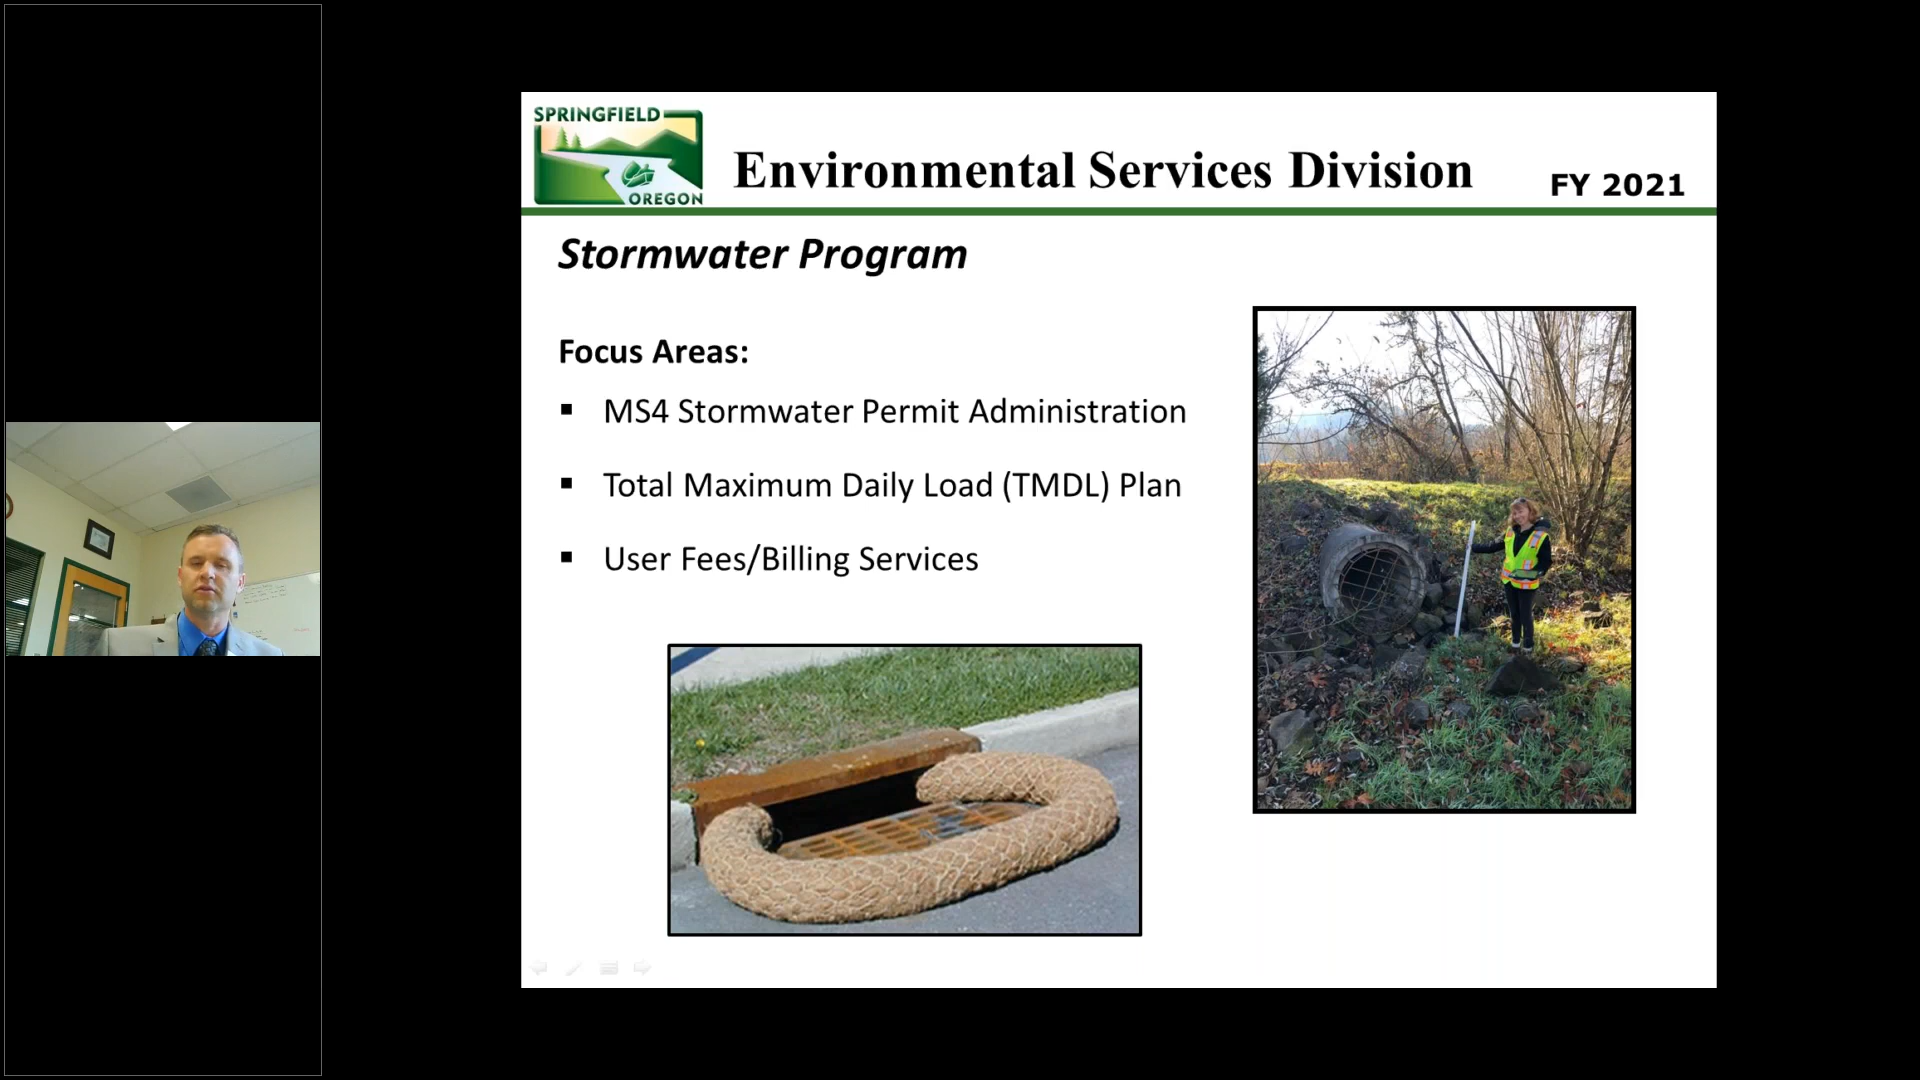 SPRINGFIELD
OREGON
Environmental Services Division
FY 2021
Stormwater Program
Focus Areas:
▪ MS4 Stormwater Permit Administration
▪ Total Maximum Daily Load (TMDL) Plan
▪ User Fees/Billing Services